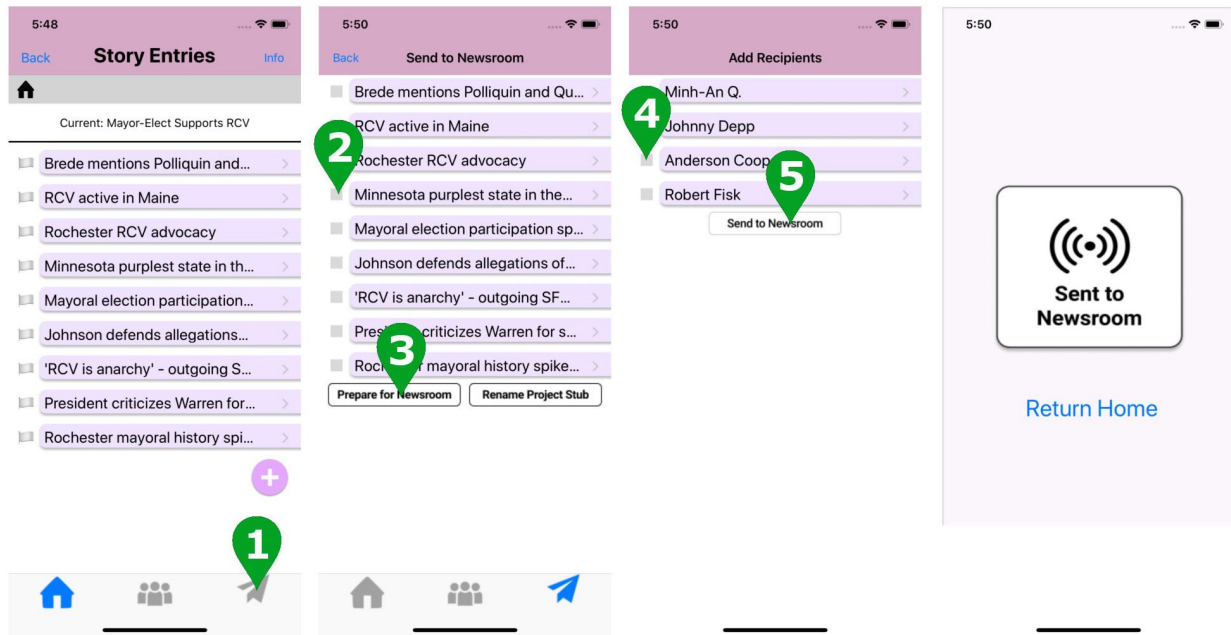 5:48
Back Story Entries Info
Current: Mayor-Elect Supports RCV
Brede mentions Polliquin and...
RCV active in Maine
Rochester RCV advocacy
Minnesota purplest state in th...
Mayoral election participation...
Johnson defends allegations...
'RCV is anarchy' - outgoing S...
President criticizes Warren for...
Rochester mayoral history spi...
+
1
5:50
Back Send to Newsroom
Brede mentions Polliquin and Qu...
RCV active in Maine
2
Rochester RCV advocacy
Minnesota purplest state in the...
Mayoral election participation sp...
Johnson defends allegations of...
'RCV is anarchy' - outgoing SF...
President criticizes Warren for s...
3
Rochester mayoral history spike...
Prepare for Newsroom Rename Project Stub
5:50
Add Recipients
Minh-An Q.
4
Johnny Depp
Anderson Coop
5
Robert Fisk
Send to Newsroom
5:50
Sent to
Newsroom
Return Home